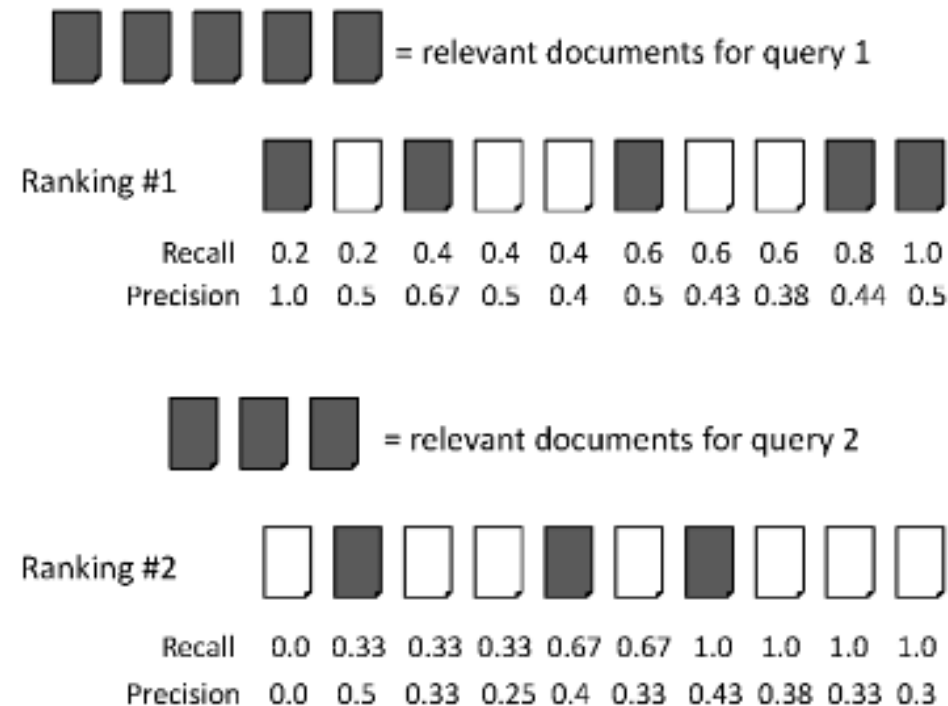 = relevant documents for query 1
Ranking #1
Recall 0.2 0.2 0.4 0.4 0.4 0.6 0.6 0.6 0.8 1.0
Precision 1.0 0.5 0.67 0.5 0.4 0.5 0.43 0.38 0.44 0.5
= relevant documents for query 2
Ranking #2
Recall 0.0 0.33 0.33 0.33 0.67 0.67 1.0 1.0 1.0 1.0
Precision 0.0 0.5 0.33 0.25 0.4 0.33 0.43 0.38 0.33 0.3